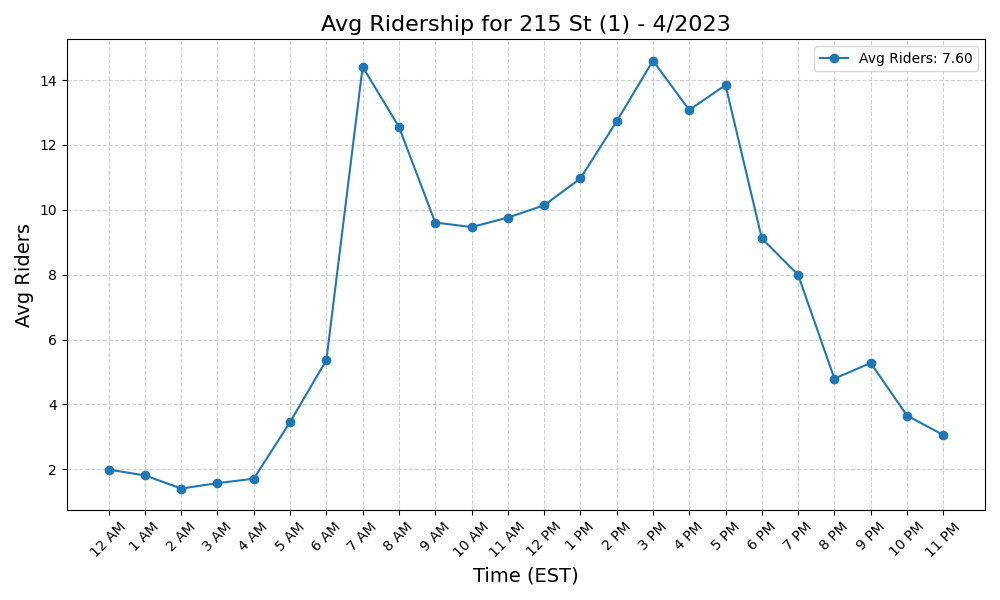 Avg Ridership for 215 St (1) - 4/2023
Avg Riders: 7.60
Avg Riders
14
12
10
8
6
4
2
12 AM
1 AM
2 AM
3 AM
4 AM
5 AM
6 AM
7 AM
8 AM
9 AM
10 AM
11 AM
12 PM
1 PM
2 PM
3 PM
4 PM
5 PM
6 PM
7 PM
8 PM
9 PM
10 PM
11 PM
Time (EST)